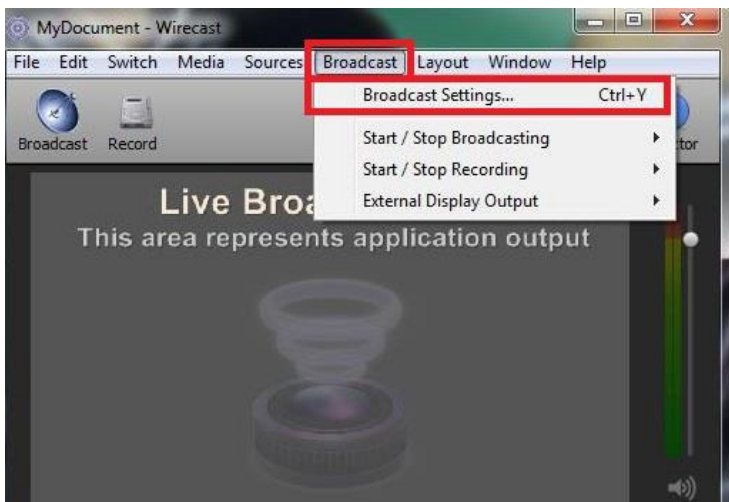 MyDocument - Wirecast
File Edit Switch Media Sources Broadcast Layout Window Help
Broadcast Settings... Ctrl+Y
Start / Stop Broadcasting
Start / Stop Recording
External Display Output
Broadcast Record
Live
This area represents application output